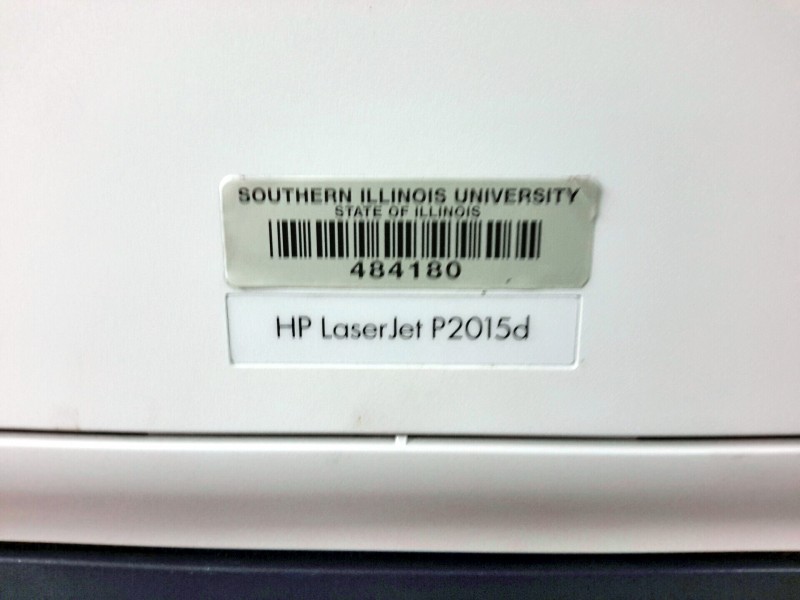 SOUTHERN ILLINOIS UNIVERSITY
STATE OF ILLINOIS
484180
HP LaserJet P2015d